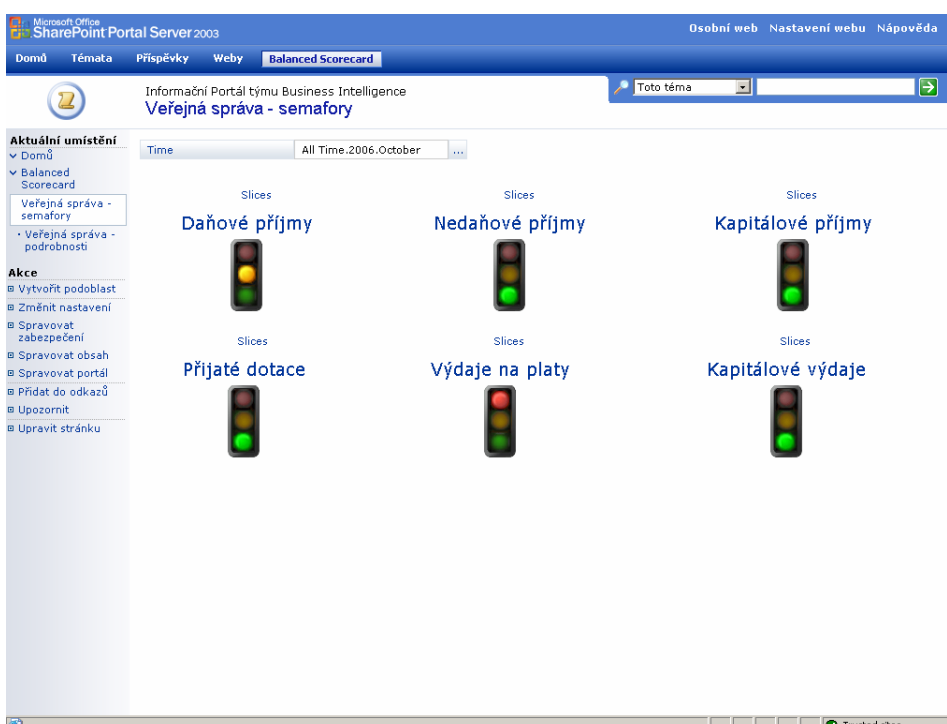 Microsoft Office
SharePoint Portal Server 2003
Osobní web Nastavení webu Nápověda
Domů Témata Příspěvky Weby Balanced Scorecard
Informační Portál týmu Business Intelligence
Veřejná správa - semafory
Toto téma
Aktuální umístění
Domů
Balanced
Scorecard
Veřejná správa -
semafory
Veřejná správa -
podrobnosti
Akce
Vytvořit podoblast
Změnit nastavení
Spravovat
zabezpečení
Spravovat obsah
Spravovat portál
Přidat do odkazů
Upozornit
Upravit stránku
Time All Time.2006.October ...
Slices Slices Slices
Daňové příjmy Nedaňové příjmy Kapitálové příjmy
Slices Slices Slices
Přijaté dotace Výdaje na platy Kapitálové výdaje